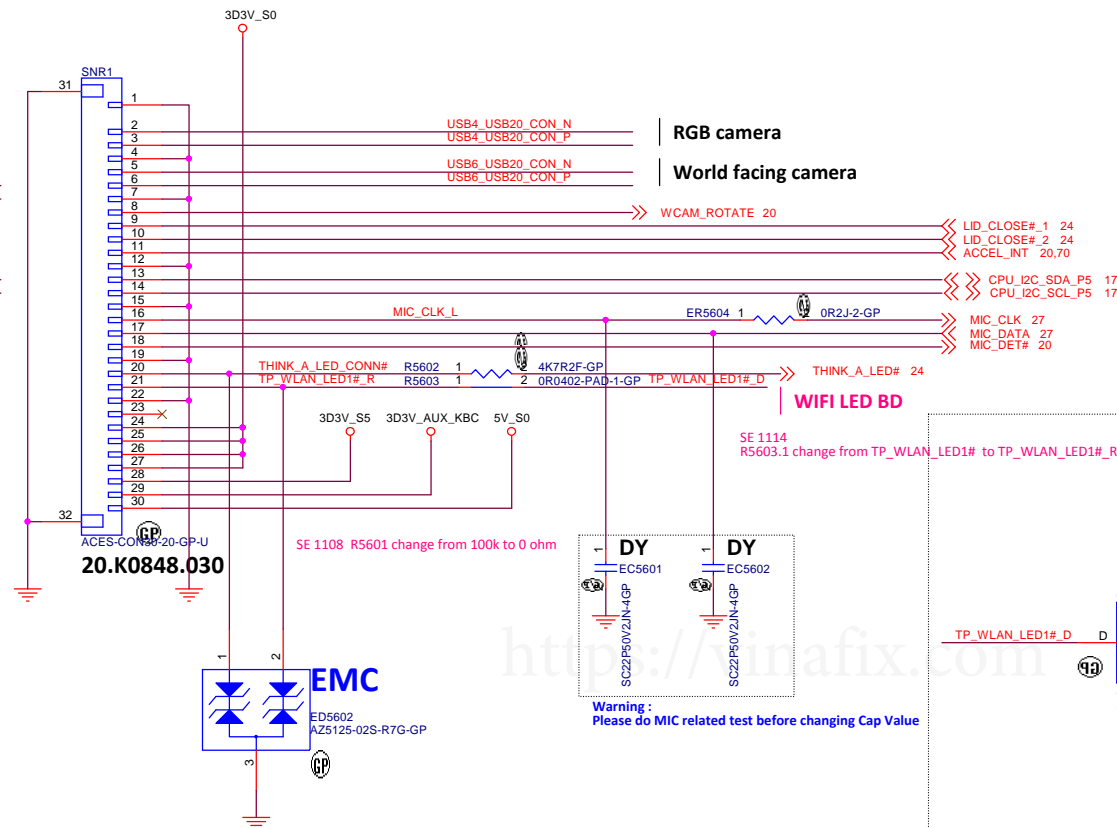 3D3V_S0
SNR1
31
1
2
USB4_USB20_CON_N
3
USB4_USB20_CON_P
RGB camera
4
5
USB6_USB20_CON_N
6
USB6_USB20_CON_P
World facing camera
7
8
WCAM_ROTATE 20
9
LID_CLOSE#_1 24
10
LID_CLOSE#_2 24
11
ACCEL_INT 20,70
12
13
CPU_I2C_SDA_P5 17
14
CPU_I2C_SCL_P5 17
15
16
MIC_CLK_L
ER5604 1 2 0R2J-2-GP
MIC_CLK 27
17
MIC_DATA 27
18
MIC_DET# 20
19
20
THINK_A_LED_CONN# R5602 1 2 4K7R2F-GP
THINK_A_LED# 24
21
TP_WLAN_LED1#_R R5603 1 2 0R0402-PAD-1-GP TP_WLAN_LED1#_D
WIFI LED BD
22
23
24
25
26
27
28
29
30
3D3V_S5 3D3V_AUX_KBC 5V_S0
SE 1114
R5603.1 change from TP_WLAN_LED1# to TP_WLAN_LED1#_R
32
GP
ACES-CON30-20-GP-U
20.K0848.030
SE 1108 R5601 change from 100k to 0 ohm
1 DY
EC5601
SC22P50V2JN-4GP
1 DY
EC5602
SC22P50V2JN-4GP
https://vinafix.com
TP_WLAN_LED1#_D D
GP
1 2
EMC
ED5602
AZ5125-02S-R7G-GP
3
GP
Warning :
Please do MIC related test before changing Cap Value